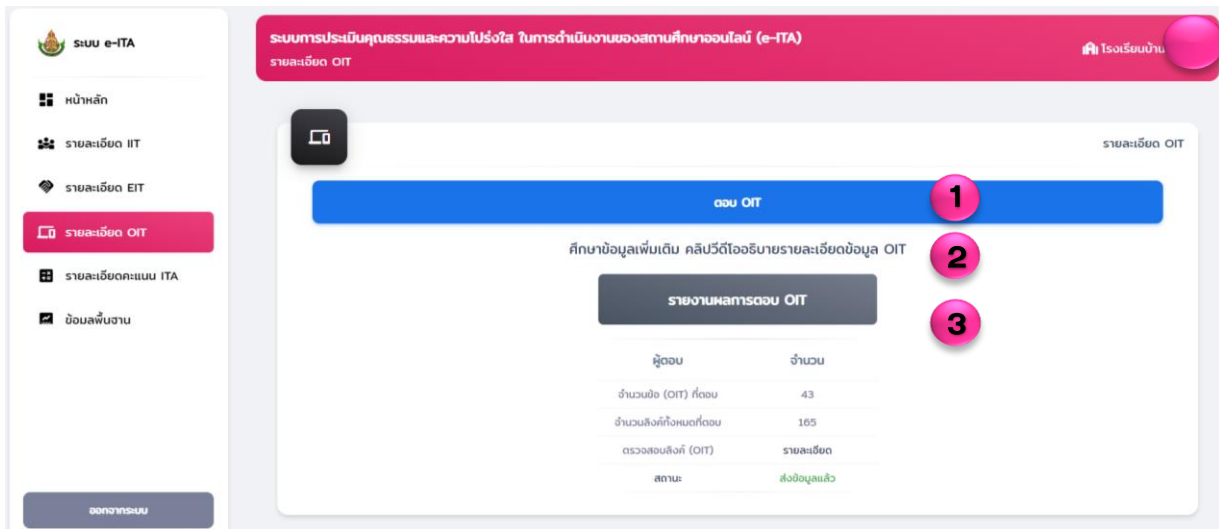 ระบบ e-ITA
หน้าหลัก
รายละเอียด IIT
รายละเอียด EIT
รายละเอียด OIT
รายละเอียดคะแนน ITA
ข้อมูลพื้นฐาน
ออกจากระบบ
ระบบการประเมินคุณธรรมและความโปร่งใส ในการดำเนินงานของสถานศึกษาออนไลน์ (e-ITA)
รายละเอียด OIT
โรงเรียนบ้าน
รายละเอียด OIT
ตอบ OIT
1
ศึกษาข้อมูลเพิ่มเติม คลิปวีดีโออธิบายรายละเอียดข้อมูล OIT
2
รายงานผลการตอบ OIT
3
ผู้ตอบ จำนวน
จำนวนข้อ (OIT) ที่ตอบ 43
จำนวนลิงค์ทั้งหมดที่ตอบ 165
ตรวจสอบลิงค์ (OIT) รายละเอียด
สถานะ ส่งข้อมูลแล้ว